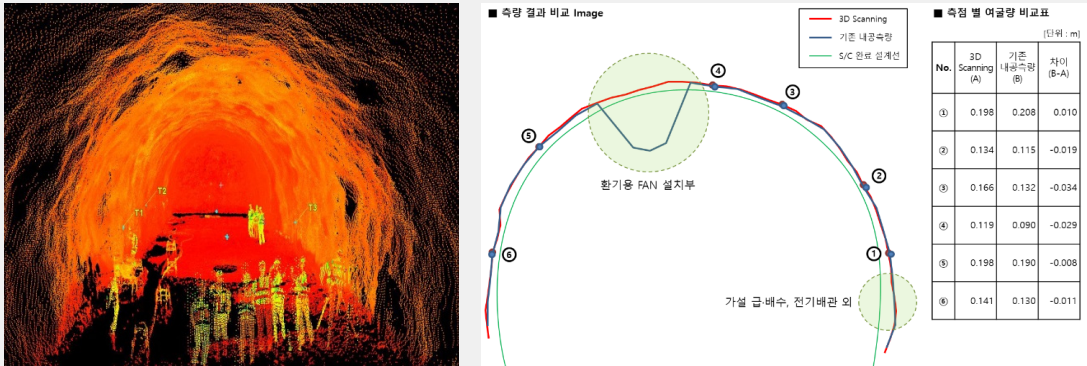 T2
T1
T3
■ 측량 결과 비교 Image
3D Scanning
기존 내공측량
S/C 완료 설계선
④
③
⑤
②
환기용 FAN 설치부
⑥
①
가설 급·배수, 전기배관 외
■ 측점 별 여굴량 비교표
[단위 : m]
No. 3D Scanning (A) 기존 내공측량 (B) 차이 (B-A)
① 0.198 0.208 0.010
② 0.134 0.115 -0.019
③ 0.166 0.132 -0.034
④ 0.119 0.090 -0.029
⑤ 0.198 0.190 -0.008
⑥ 0.141 0.130 -0.011